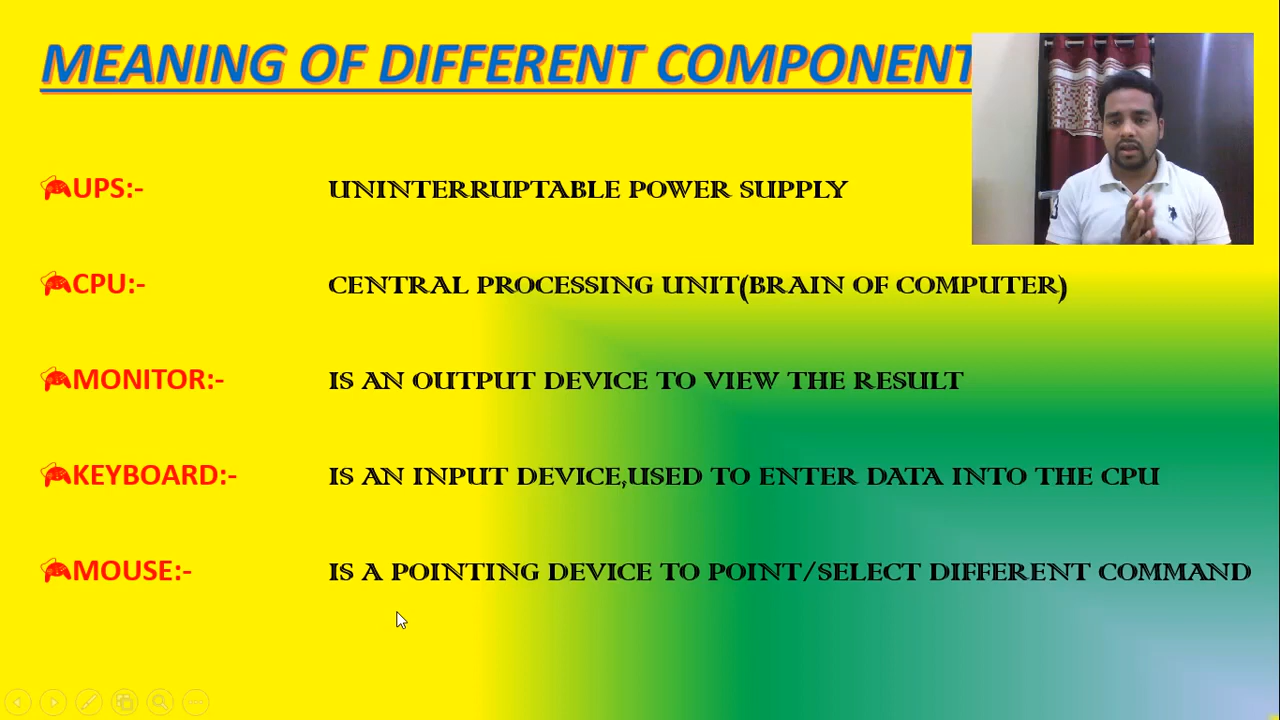 MEANING OF DIFFERENT COMPONENT
UPS:- UNINTERRUPTABLE POWER SUPPLY
CPU:- CENTRAL PROCESSING UNIT(BRAIN OF COMPUTER)
MONITOR:- IS AN OUTPUT DEVICE TO VIEW THE RESULT
KEYBOARD:- IS AN INPUT DEVICE,USED TO ENTER DATA INTO THE CPU
MOUSE:- IS A POINTING DEVICE TO POINT/SELECT DIFFERENT COMMAND